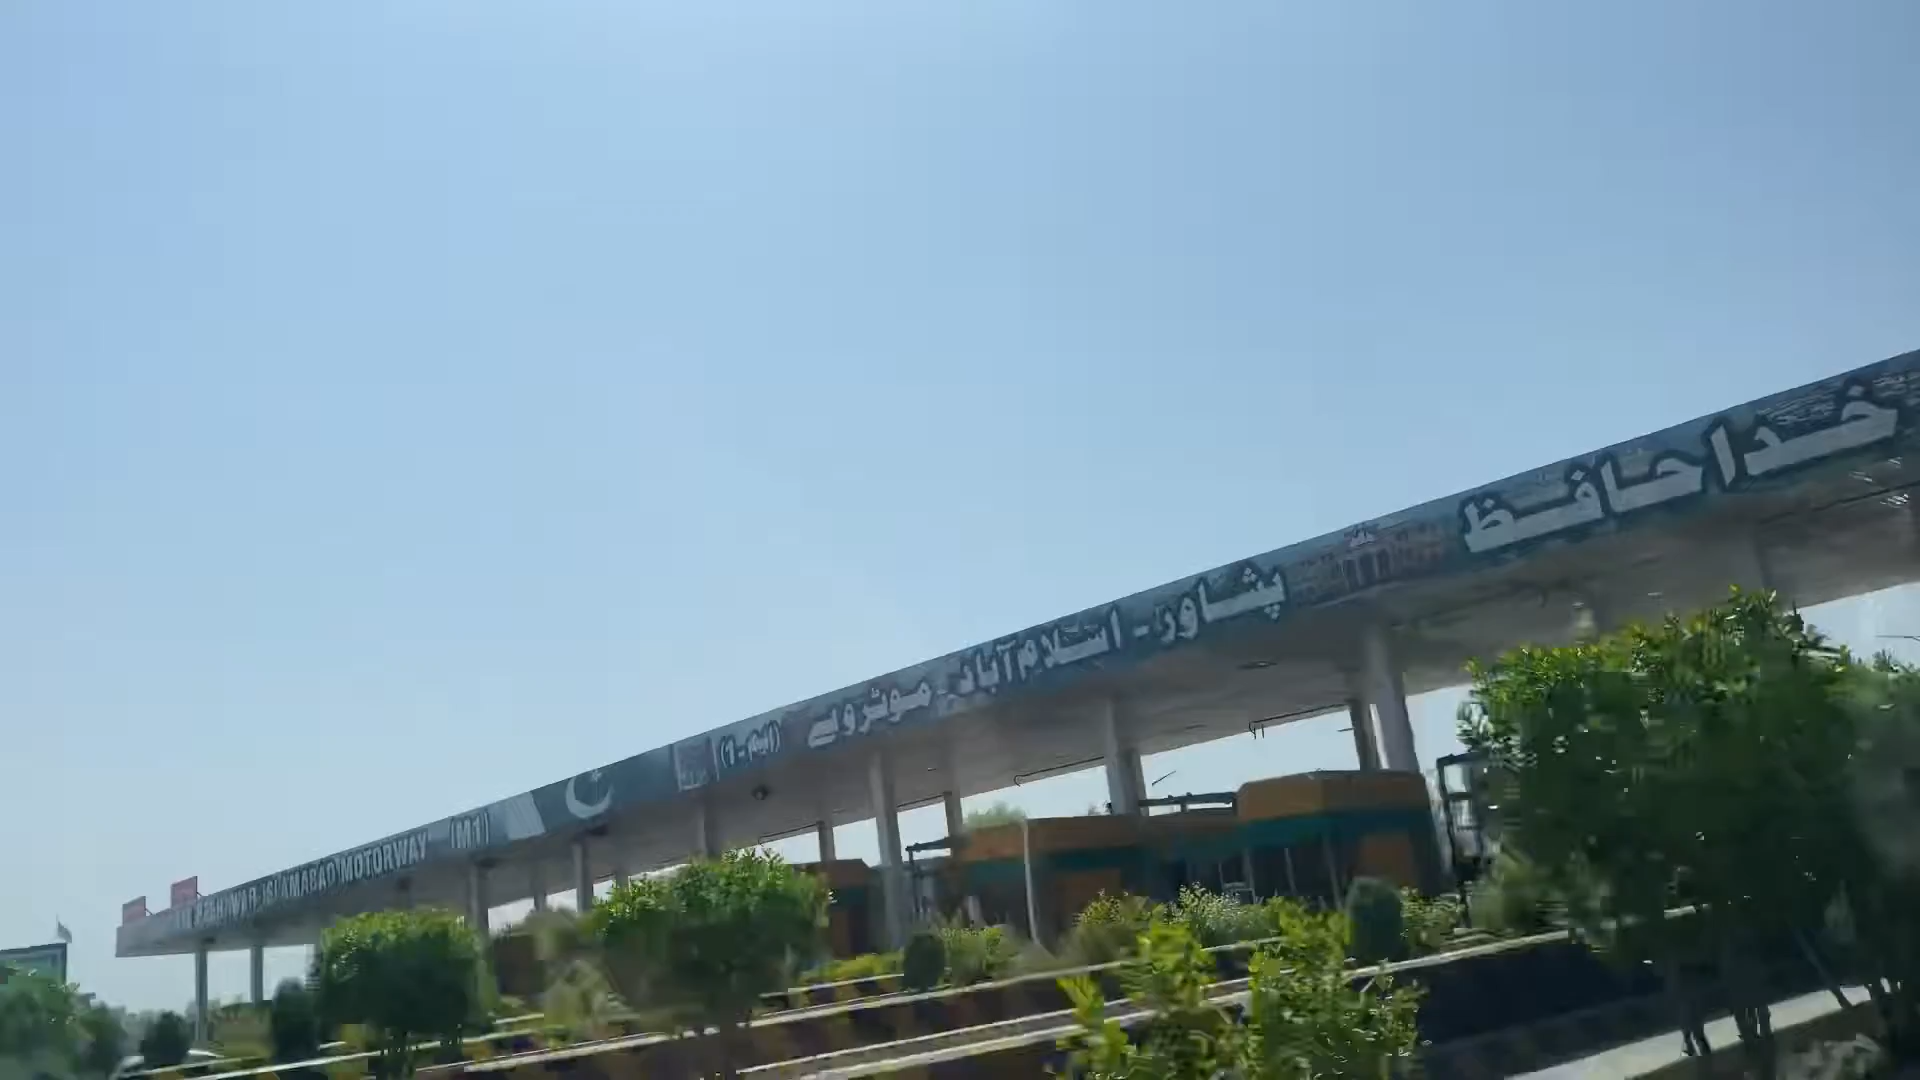 خدا حافظ
پشاور - اسلام آباد - موٹروے (ایم-1)
PESHAWAR-ISLAMABAD MOTORWAY (M1)